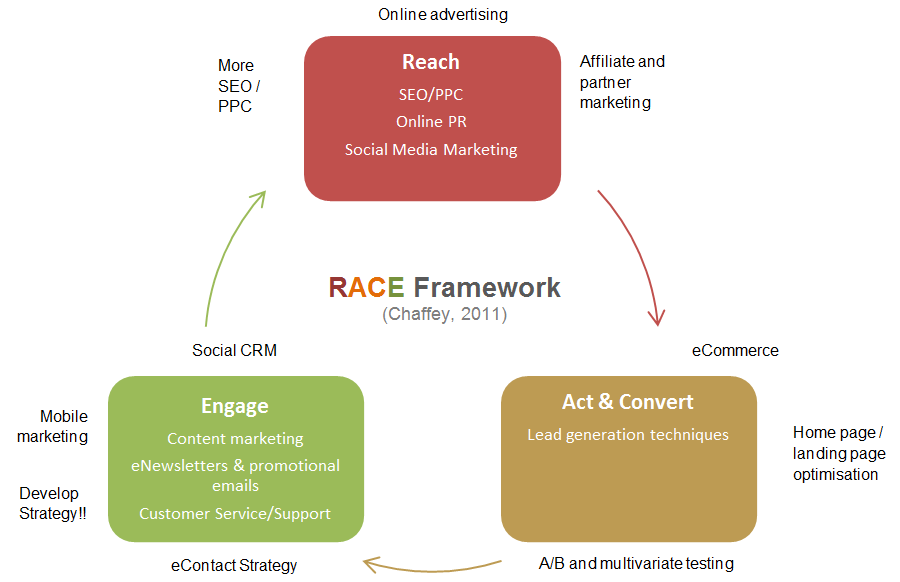 Online advertising
More
SEO /
PPC
Reach
SEO/PPC
Online PR
Social Media Marketing
Affiliate and
partner
marketing
RACE Framework
(Chaffey, 2011)
Social CRM
eCommerce
Mobile
marketing
Develop
Strategy!!
Engage
Content marketing
eNewsletters & promotional
emails
Customer Service/Support
Act & Convert
Lead generation techniques
Home page /
landing page
optimisation
eContact Strategy
A/B and multivariate testing